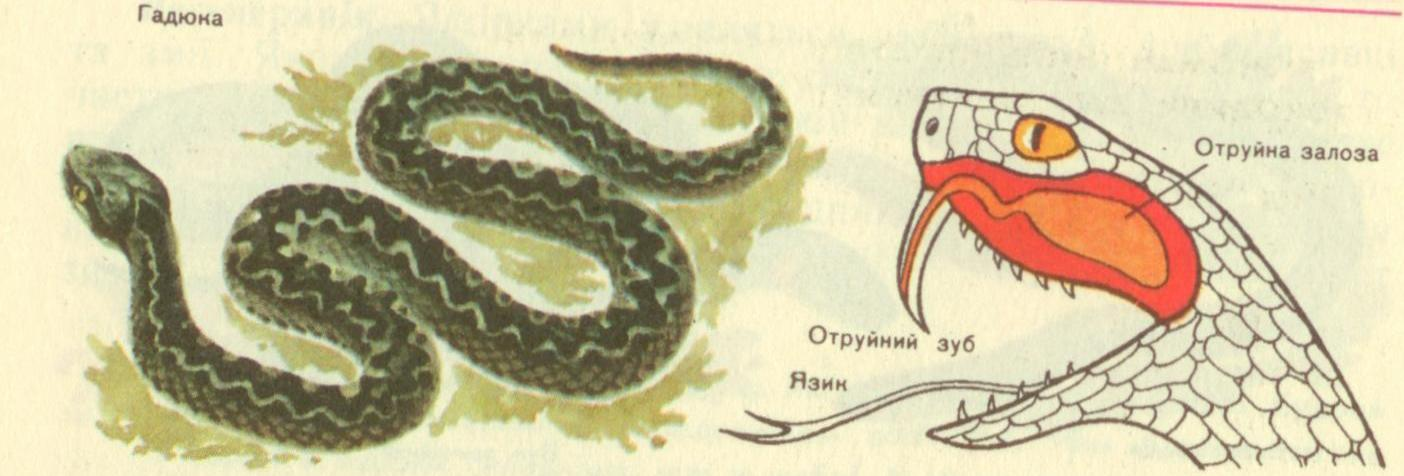 Гадюка
Отруйна залоза
Отруйний зуб
Язик